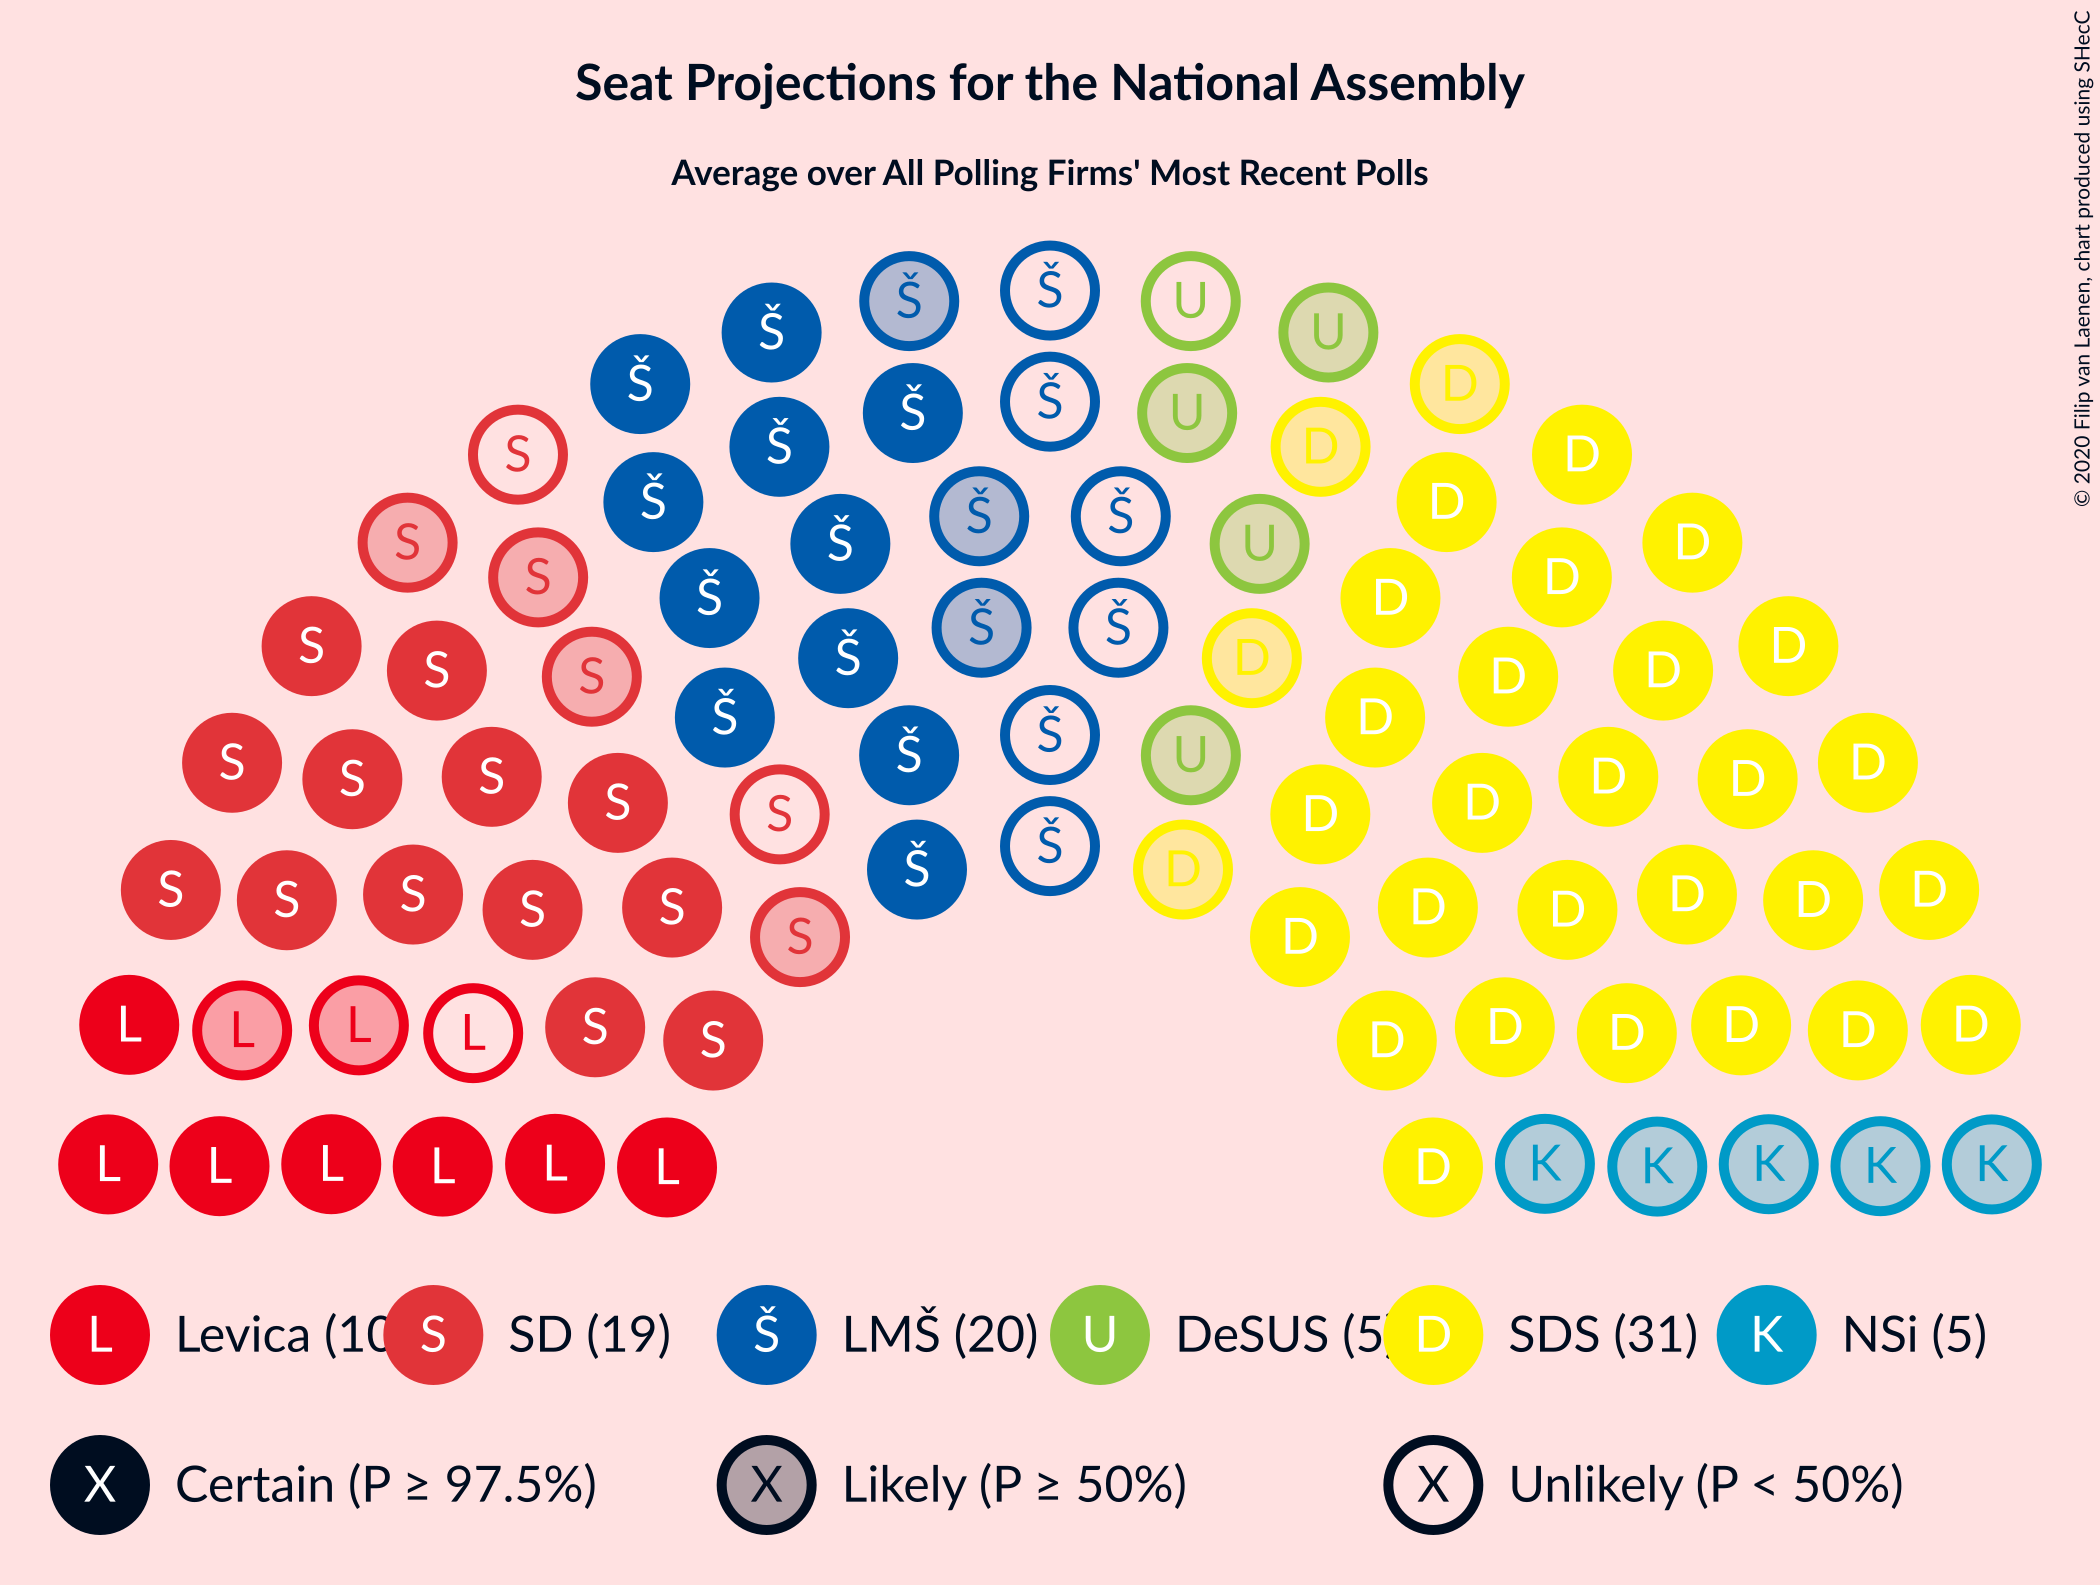 Seat Projections for the National Assembly
Average over All Polling Firms' Most Recent Polls
© 2020 Filip van Laenen, chart produced using SHecC
Š Š Š Š U U D
S Š Š Š Š U D D D
S S Š Š Š Š U D D D
S S S Š Š Š Š D D D D D
S S S S S Š Š U D D D D D
S S S S S S Š Š D D D D D D D
L L L L S S D D D D D D
L L L L L L D K K K K K
L Levica (10 S SD (19) Š LMŠ (20) U DeSUS (5 D SDS (31) K NSi (5)
X Certain (P ≥ 97.5%) X Likely (P ≥ 50%) X Unlikely (P < 50%)